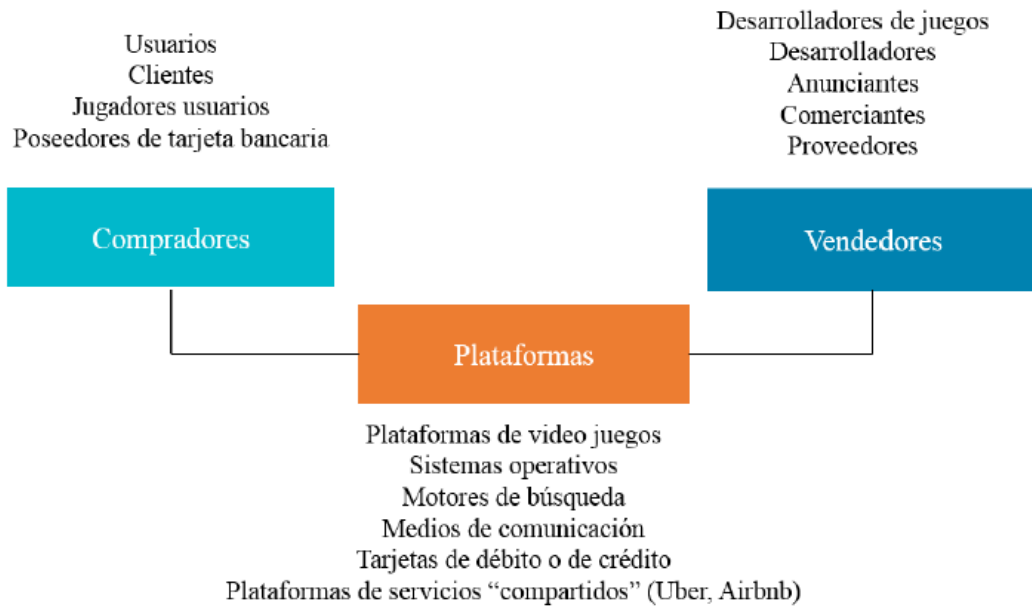 Usuarios
Clientes
Jugadores usuarios
Poseedores de tarjeta bancaria
Compradores
Desarrolladores de juegos
Desarrolladores
Anunciantes
Comerciantes
Proveedores
Vendedores
Plataformas
Plataformas de video juegos
Sistemas operativos
Motores de búsqueda
Medios de comunicación
Tarjetas de débito o de crédito
Plataformas de servicios “compartidos” (Uber, Airbnb)